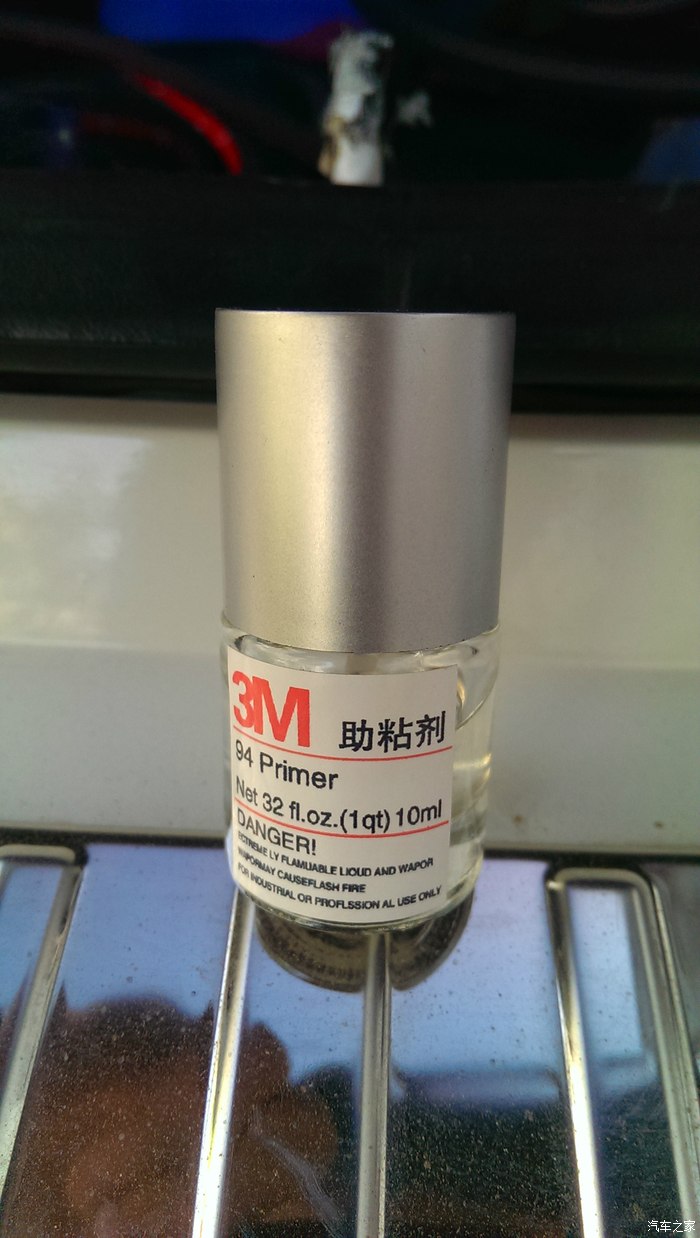 3M 助粘剂
94 Primer
Net 32 fl.oz.(1qt) 10ml
DANGER!
EXTREME LY FLAMUABLE LIOUD AND WAPOR
WAPORMAY CAUSEFLASH FIRE
FOR INDUSTRIAL OR PROFLSSION AL USE ONLY
汽车之家